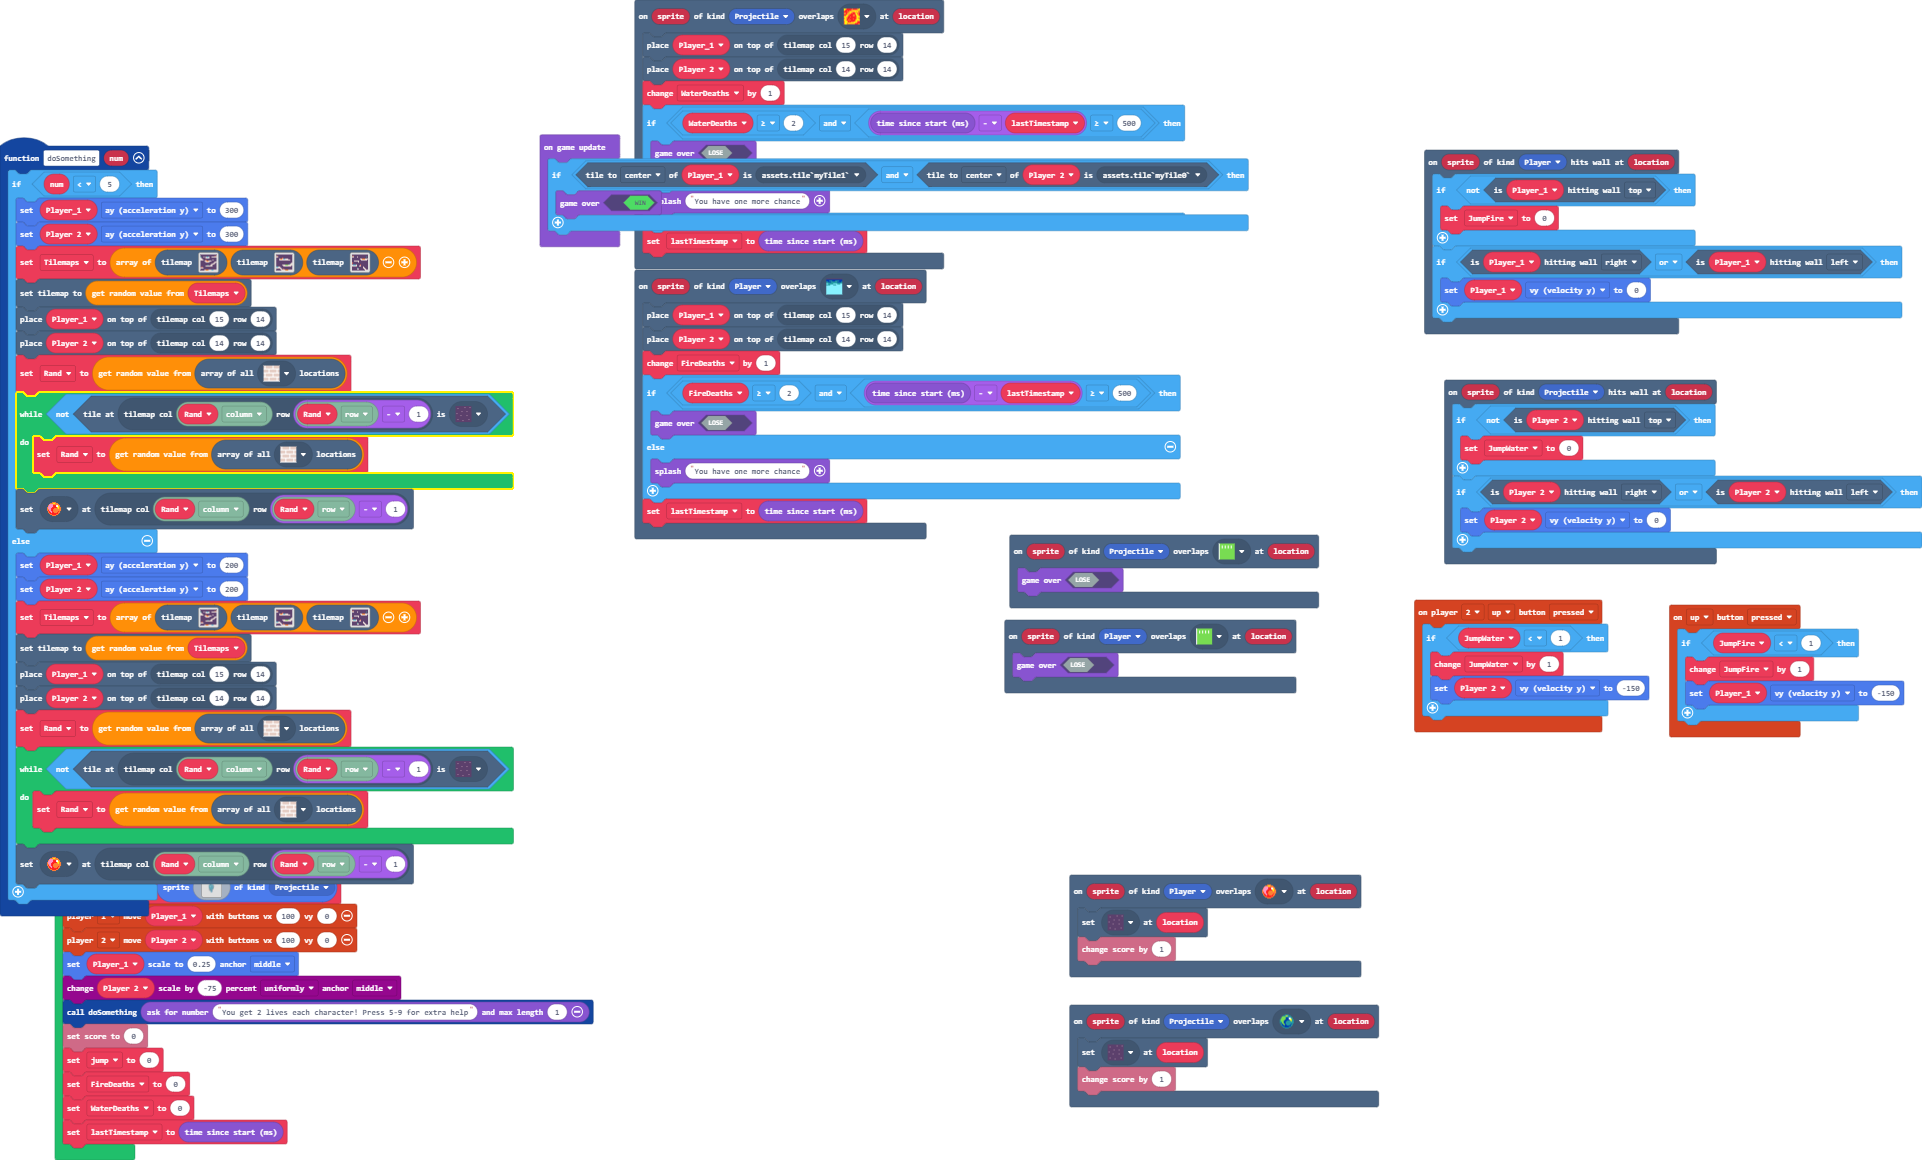 function doSomething num
if num < 5 then
set Player_1 ay (acceleration y) to 300
set Player 2 ay (acceleration y) to 300
set Tilemaps to array of tilemap tilemap tilemap
set tilemap to get random value from Tilemaps
place Player_1 on top of tilemap col 15 row 14
place Player 2 on top of tilemap col 14 row 14
set Rand to get random value from array of all locations
while not tile at tilemap col Rand column row Rand row - 1 is
do
set Rand to get random value from array of all locations
set at tilemap col Rand column row Rand row - 1
else
set Player_1 ay (acceleration y) to 200
set Player 2 ay (acceleration y) to 200
set Tilemaps to array of tilemap tilemap tilemap
set tilemap to get random value from Tilemaps
place Player_1 on top of tilemap col 15 row 14
place Player 2 on top of tilemap col 14 row 14
set Rand to get random value from array of all locations
while not tile at tilemap col Rand column row Rand row - 1 is
do
set Rand to get random value from array of all locations
set at tilemap col Rand column row Rand row - 1
sprite of kind Projectile
player move Player_1 with buttons vx 100 vy 0
player 2 move Player 2 with buttons vx 100 vy 0
set Player_1 scale to 0.25 anchor middle
change Player 2 scale by -75 percent uniformly anchor middle
call doSomething ask for number "You get 2 lives each character! Press 5-9 for extra help" and max length 1
set score to 0
set jump to 0
set FireDeaths to 0
set WaterDeaths to 0
set lastTimestamp to time since start (ms)
on sprite of kind Projectile overlaps at location
place Player_1 on top of tilemap col 15 row 14
place Player 2 on top of tilemap col 14 row 14
change WaterDeaths by 1
if WaterDeaths ≥ 2 and time since start (ms) - lastTimestamp ≥ 500 then
game over LOSE
on game update
if tile to center of Player_1 is assets.tile`myTile1` and tile to center of Player 2 is assets.tile`myTile0` then
game over WIN
"You have one more chance"
set lastTimestamp to time since start (ms)
on sprite of kind Player overlaps at location
place Player_1 on top of tilemap col 15 row 14
place Player 2 on top of tilemap col 14 row 14
change FireDeaths by 1
if FireDeaths ≥ 2 and time since start (ms) - lastTimestamp ≥ 500 then
game over LOSE
else
splash "You have one more chance"
set lastTimestamp to time since start (ms)
on sprite of kind Projectile overlaps at location
game over LOSE
on sprite of kind Player overlaps at location
game over LOSE
on sprite of kind Player overlaps at location
set at location
change score by 1
on sprite of kind Projectile overlaps at location
set at location
change score by 1
on sprite of kind Player hits wall at location
if not is Player_1 hitting wall top then
set JumpFire to 0
if is Player_1 hitting wall right or is Player_1 hitting wall left then
set Player_1 vy (velocity y) to 0
on sprite of kind Projectile hits wall at location
if not is Player 2 hitting wall top then
set JumpWater to 0
if is Player 2 hitting wall right or is Player 2 hitting wall left then
set Player 2 vy (velocity y) to 0
on player 2 up button pressed
if JumpWater < 1 then
change JumpWater by 1
set Player 2 vy (velocity y) to -150
on up button pressed
if JumpFire < 1 then
change JumpFire by 1
set Player_1 vy (velocity y) to -150